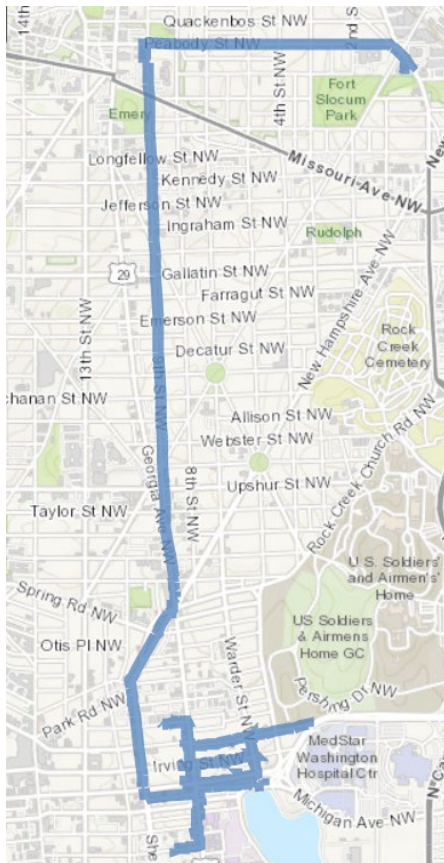 14th
Quackenbos St NW
2nd S
Peabody St NW
4th St NW
Fort
Slocum
Park
Emery
Longfellow St NW
Missouri-Ave-NW
New
Kennedy St NW
Jefferson St NW
Ingraham St NW
Rudolph
29
Gallatin St NW
Farragut St NW
Emerson St NW
New Hampshire Ave NW
Rock
Creek
Cemetery
Decatur St NW
13th St NW
9th St NW
chanan St NW
Allison St NW
Webster St NW
Georgia Ave NW
8th St NW
Upshur St NW
Rock Creek Church Rd NW
Taylor St NW
U.S. Soldiers'
and Airmen's
Home
Spring Rd NW
US Soldiers
& Airmens
Home GC
Otis Pl NW
Warder St NW
Pershing Dr NW
Park Rd NW
MedStar
Washington
Hospital Ctr
Irving St NW
Michigan Ave NW
N Ca
She